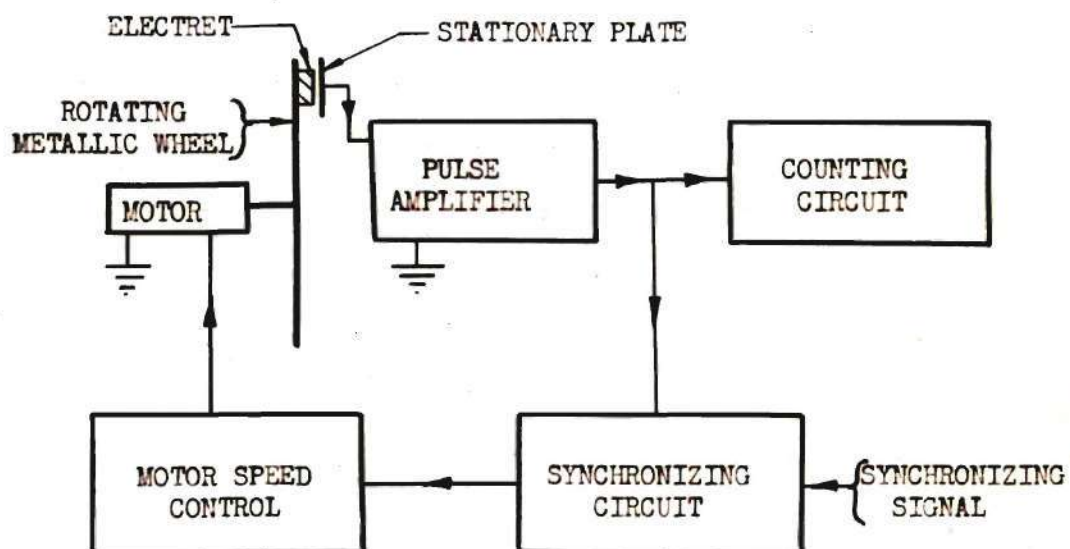 ELECTRET
STATIONARY PLATE
ROTATING
METALLIC WHEEL
MOTOR
PULSE
AMPLIFIER
COUNTING
CIRCUIT
MOTOR SPEED
CONTROL
SYNCHRONIZING
CIRCUIT
SYNCHRONIZING
SIGNAL